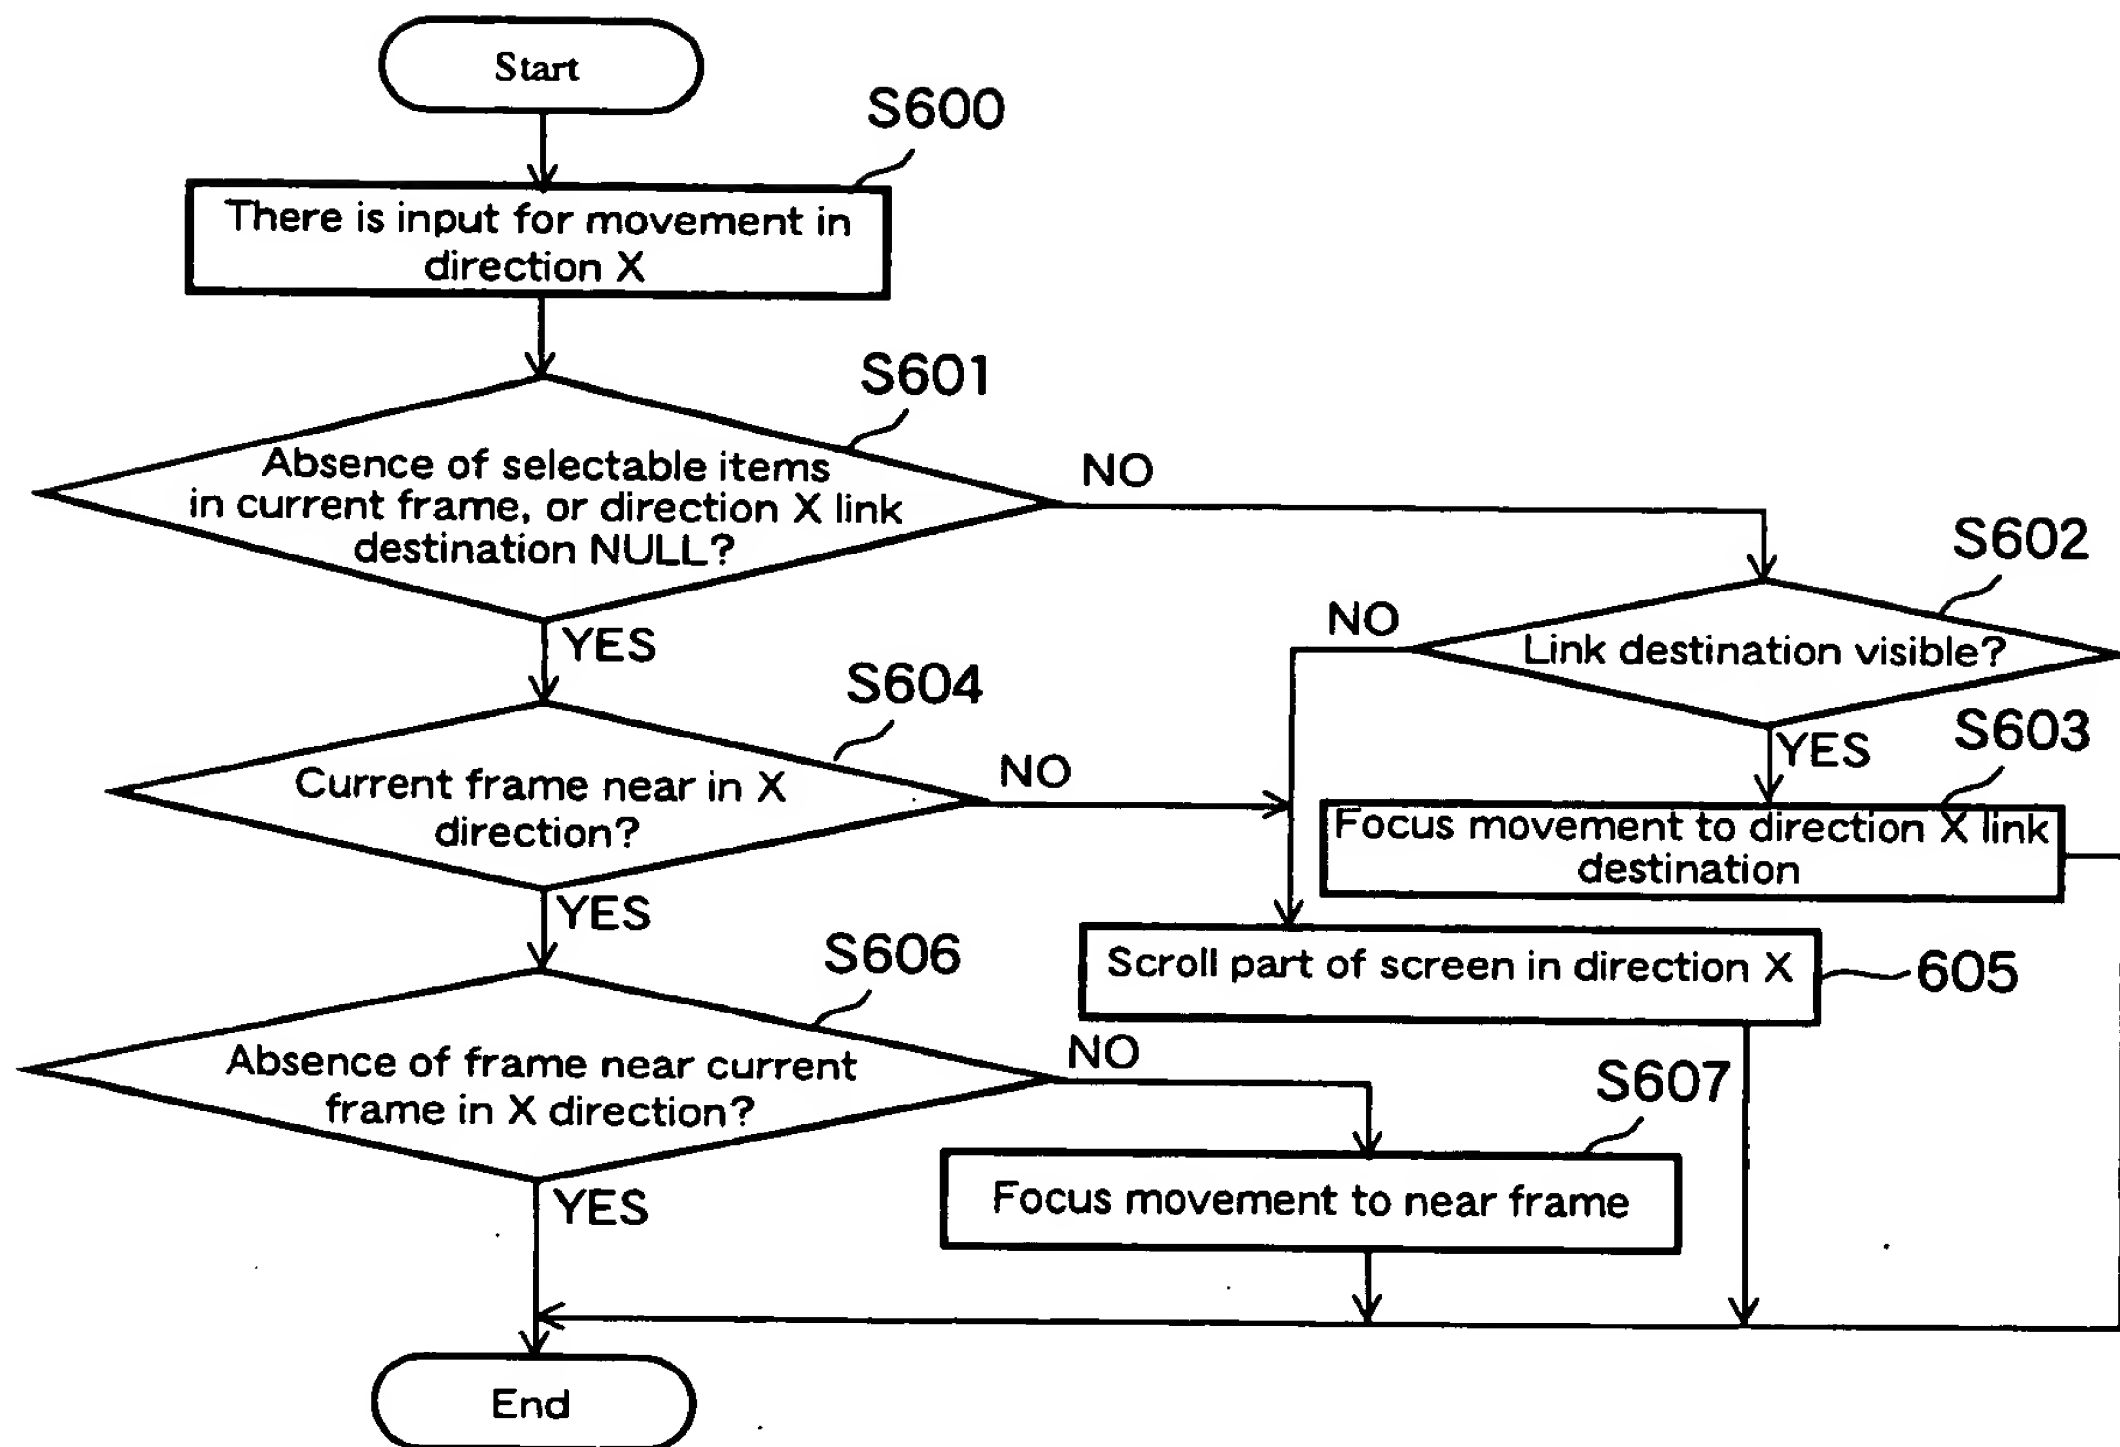 Start
S600
There is input for movement in
direction X
S601
Absence of selectable items
in current frame, or direction X link
destination NULL?
NO
YES
S602
Link destination visible?
NO
YES
S603
Focus movement to direction X link
destination
S604
Current frame near in X
direction?
NO
YES
Scroll part of screen in direction X
605
S606
Absence of frame near current
frame in X direction?
NO
YES
S607
Focus movement to near frame
End